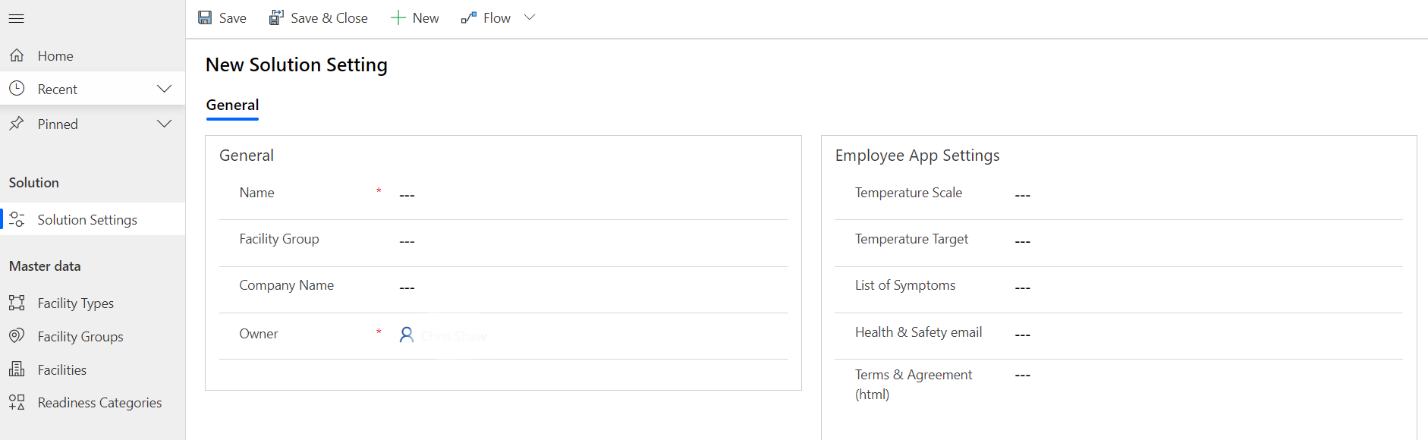 Save
Save & Close
New
Flow
Home
Recent
Pinned
Solution
Solution Settings
Master data
Facility Types
Facility Groups
Facilities
Readiness Categories
New Solution Setting
General
General
Name * ---
Facility Group ---
Company Name ---
Owner *
Employee App Settings
Temperature Scale ---
Temperature Target ---
List of Symptoms ---
Health & Safety email ---
Terms & Agreement ---
(html)